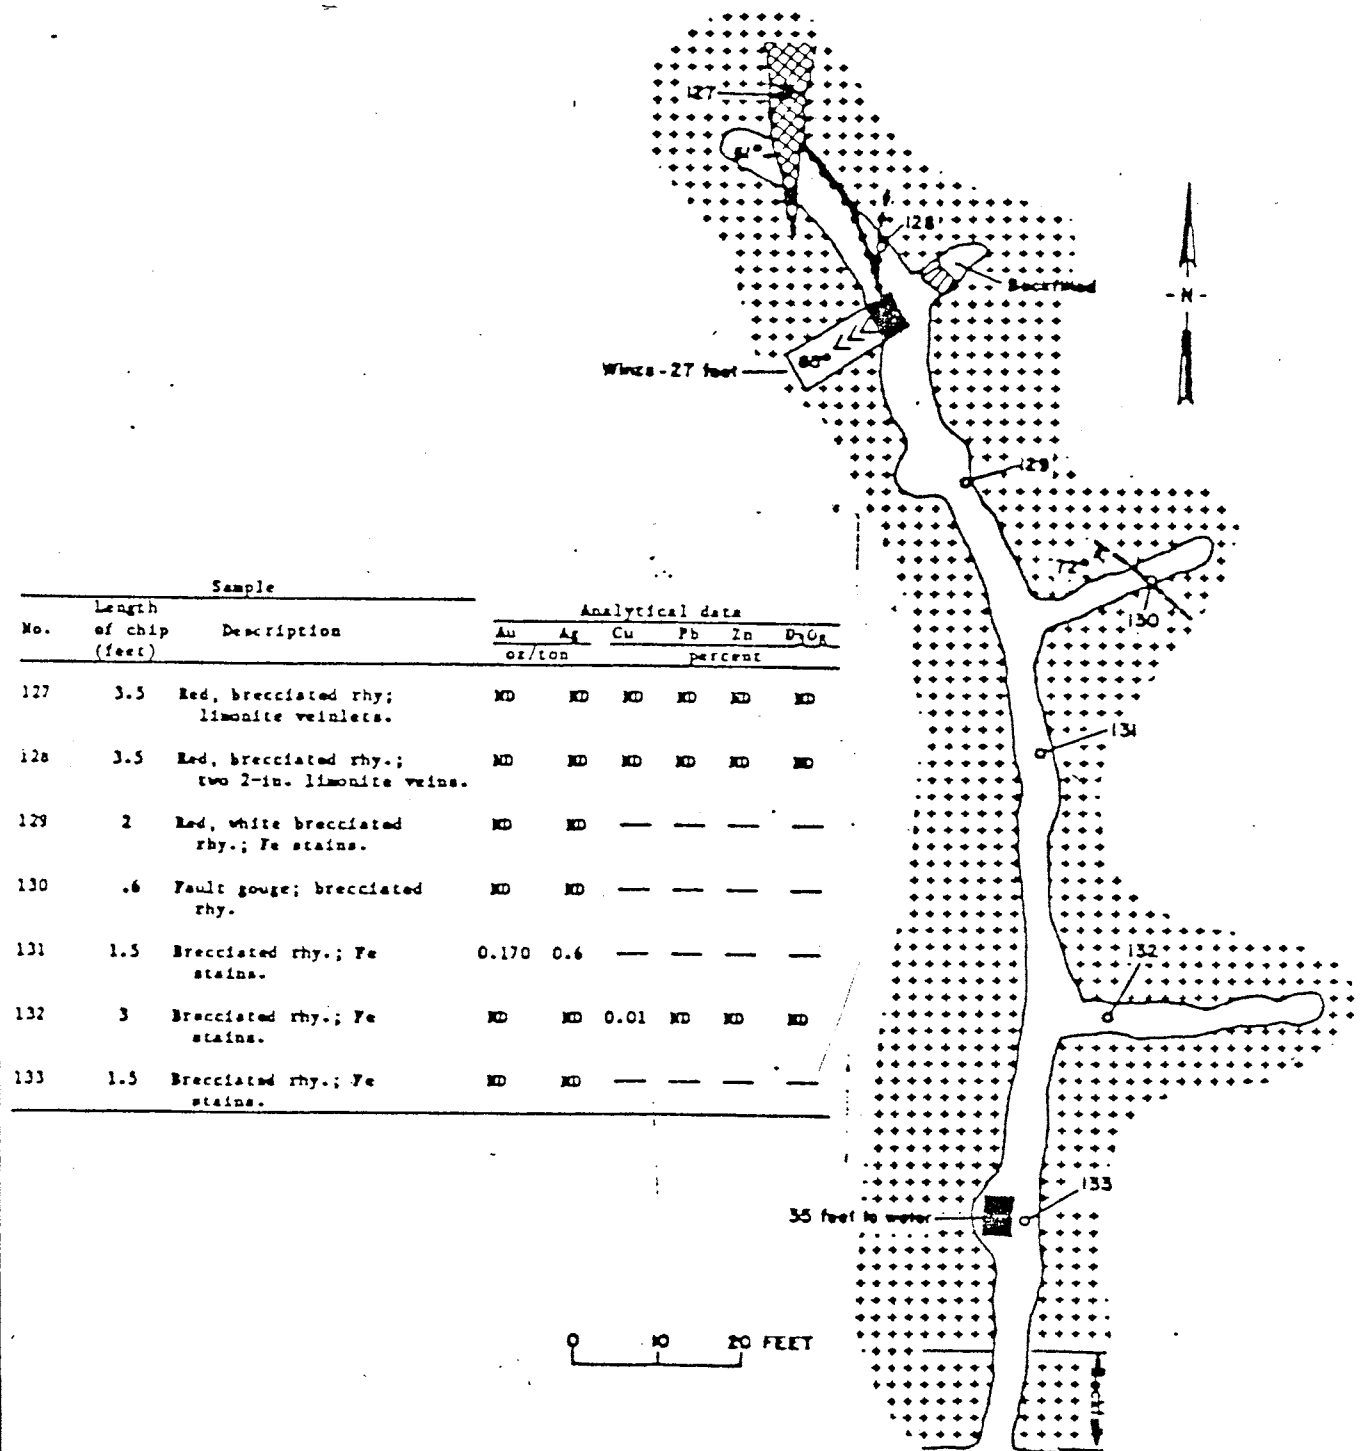 127
61°
128
Backfilled
- N -
85°
Winze - 27 feet
129
72°
130
131
132
133
35 feet to water
0 10 20 FEET
Sample
Analytical data
No. Length of chip (feet) Description Au Ag Cu Pb Zn
oz/ton percent
127 3.5 Red, brecciated rhy; ND ND ND ND ND ND
limonite veinlets.
128 3.5 Red, brecciated rhy.; ND ND ND ND ND ND
two 2-in. limonite veins.
129 2 Red, white brecciated ND ND — — — —
rhy.; Fe stains.
130 .6 Fault gouge; brecciated ND ND — — — —
rhy.
131 1.5 Brecciated rhy.; Fe 0.170 0.6 — — — —
stains.
132 3 Brecciated rhy.; Fe ND ND 0.01 ND ND ND
stains.
133 1.5 Brecciated rhy.; Fe ND ND — — — —
stains.